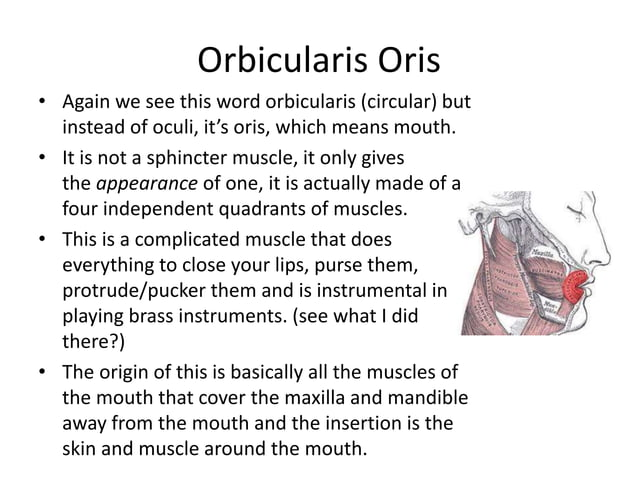 Orbicularis Oris
• Again we see this word orbicularis (circular) but
instead of oculi, it’s oris, which means mouth.
• It is not a sphincter muscle, it only gives
the appearance of one, it is actually made of a
four independent quadrants of muscles.
• This is a complicated muscle that does
everything to close your lips, purse them,
protrude/pucker them and is instrumental in
playing brass instruments. (see what I did
there?)
• The origin of this is basically all the muscles of
the mouth that cover the maxilla and mandible
away from the mouth and the insertion is the
skin and muscle around the mouth.
Maxilla